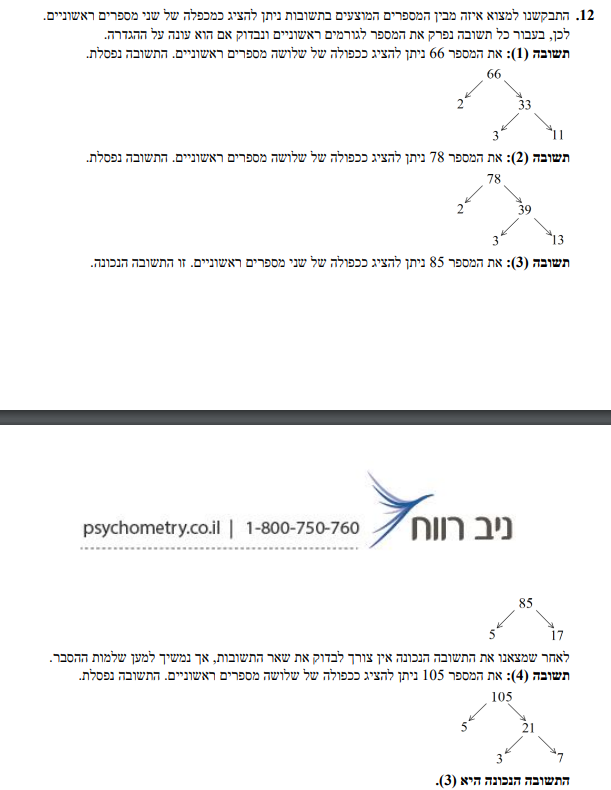 12. התבקשנו למצוא איזה מבין המספרים המוצעים בתשובות ניתן להציג כמכפלה של שני מספרים ראשוניים.
לכן, בעבור כל תשובה נפרק את המספר לגורמים ראשוניים ונבדוק אם הוא עונה על ההגדרה.
תשובה (1): את המספר 66 ניתן להציג ככפולה של שלושה מספרים ראשוניים. התשובה נפסלת.
66
2 33
3 11
תשובה (2): את המספר 78 ניתן להציג ככפולה של שלושה מספרים ראשוניים. התשובה נפסלת.
78
2 39
3 13
תשובה (3): את המספר 85 ניתן להציג ככפולה של שני מספרים ראשוניים. זו התשובה הנכונה.
ניב רווח
psychometry.co.il | 1-800-750-760
85
5 17
לאחר שמצאנו את התשובה הנכונה אין צורך לבדוק את שאר התשובות, אך נמשיך למען שלמות ההסבר.
תשובה (4): את המספר 105 ניתן להציג ככפולה של שלושה מספרים ראשוניים. התשובה נפסלת.
105
5 21
3 7
התשובה הנכונה היא (3).